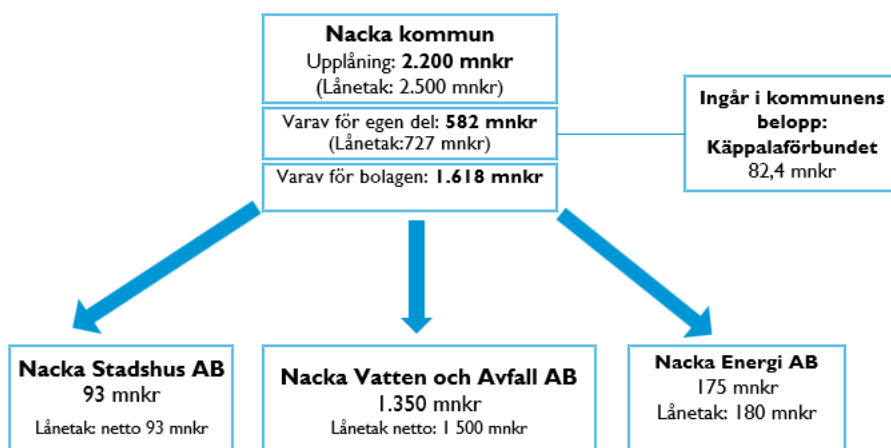 Nacka kommun
Upplåning: 2.200 mnkr
(Lånetak: 2.500 mnkr)
Varav för egen del: 582 mnkr
(Lånetak:727 mnkr)
Varav för bolagen: 1.618 mnkr
Ingår i kommunens
belopp:
Käppalaförbundet
82,4 mnkr
Nacka Stadshus AB
93 mnkr
Lånetak: netto 93 mnkr
Nacka Vatten och Avfall AB
1.350 mnkr
Lånetak netto: 1 500 mnkr
Nacka Energi AB
175 mnkr
Lånetak: 180 mnkr